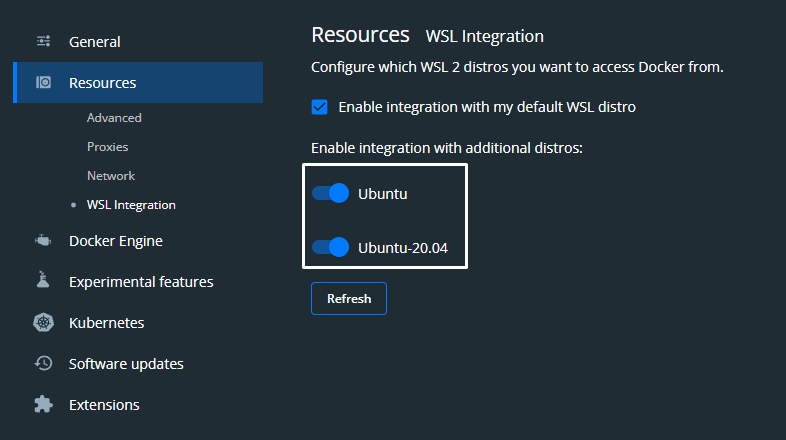 General
Resources
Advanced
Proxies
Network
WSL Integration
Docker Engine
Experimental features
Kubernetes
Software updates
Extensions
Resources WSL Integration
Configure which WSL 2 distros you want to access Docker from.
Enable integration with my default WSL distro
Enable integration with additional distros:
Ubuntu
Ubuntu-20.04
Refresh